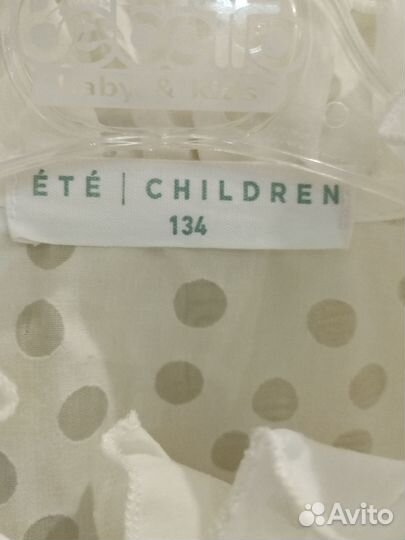 baby & kids
ÉTÉ | CHILDREN
134
Avito